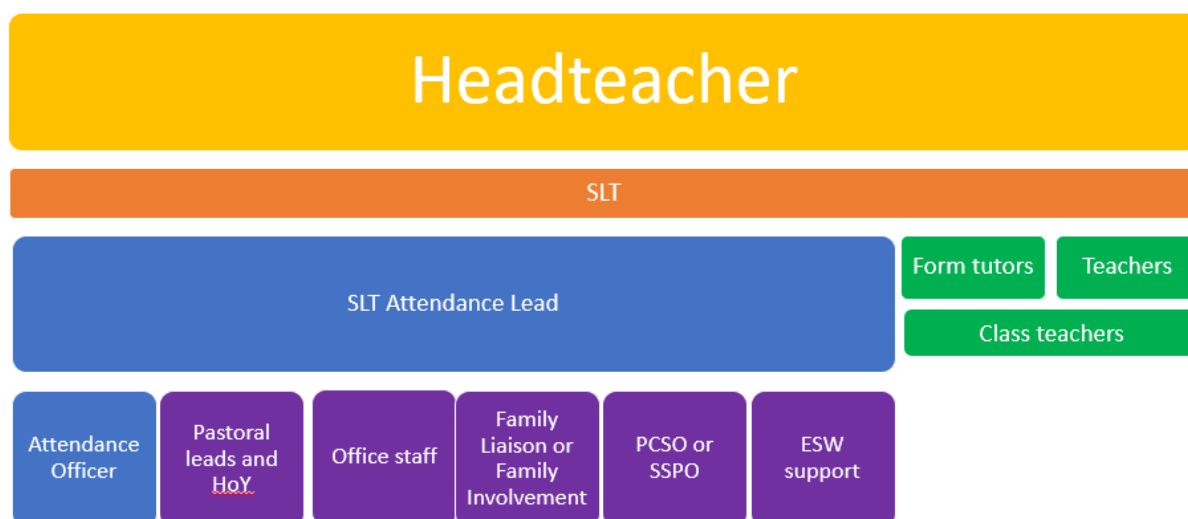 Headteacher
SLT
SLT Attendance Lead
Form tutors
Teachers
Class teachers
Attendance
Officer
Pastoral
leads and
HoY
Office staff
Family
Liaison or
Family
Involvement
PCSO or
SSPO
ESW
support